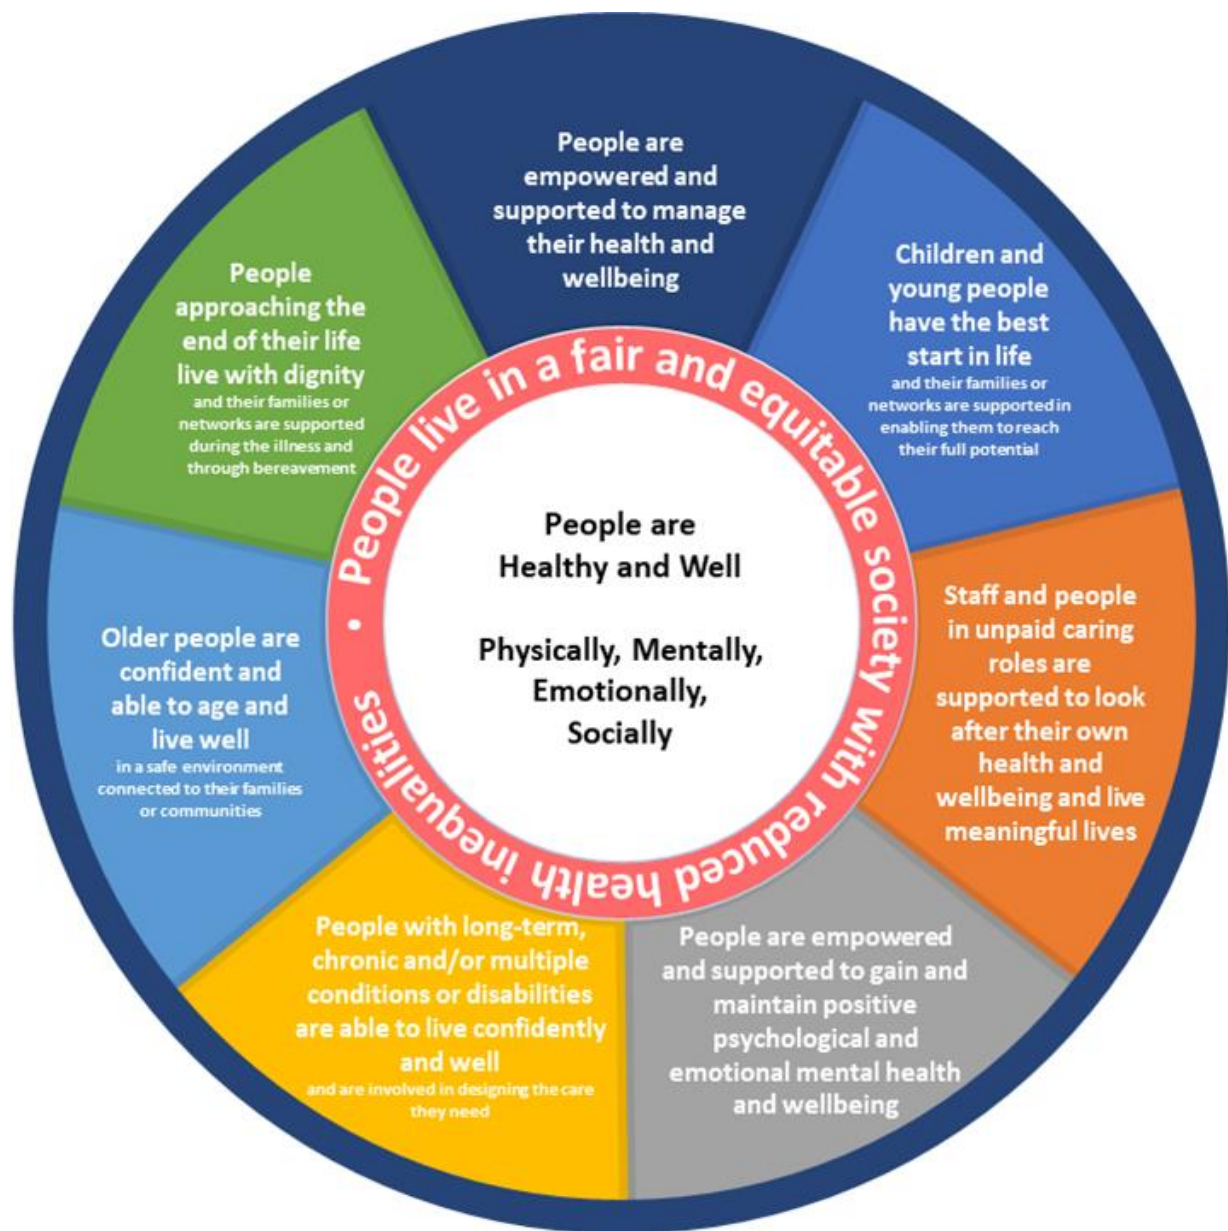 People are
empowered and
supported to manage
their health and
wellbeing
Children and
young people
have the best
start in life
and their families or
networks are supported in
enabling them to reach
their full potential
Staff and people
in unpaid caring
roles are
supported to look
after their own
health and
wellbeing and live
meaningful lives
People are empowered
and supported to gain and
maintain positive
psychological and
emotional mental health
and wellbeing
People with long-term,
chronic and/or multiple
conditions or disabilities
are able to live confidently
and well
and are involved in designing the care
they need
Older people are
confident and
able to age and
live well
in a safe environment
connected to their families
or communities
People
approaching the
end of their life
live with dignity
and their families or
networks are supported
during the illness and
through bereavement
• People live in a fair and equitable society with reduced health inequalities
People are
Healthy and Well
Physically, Mentally,
Emotionally,
Socially